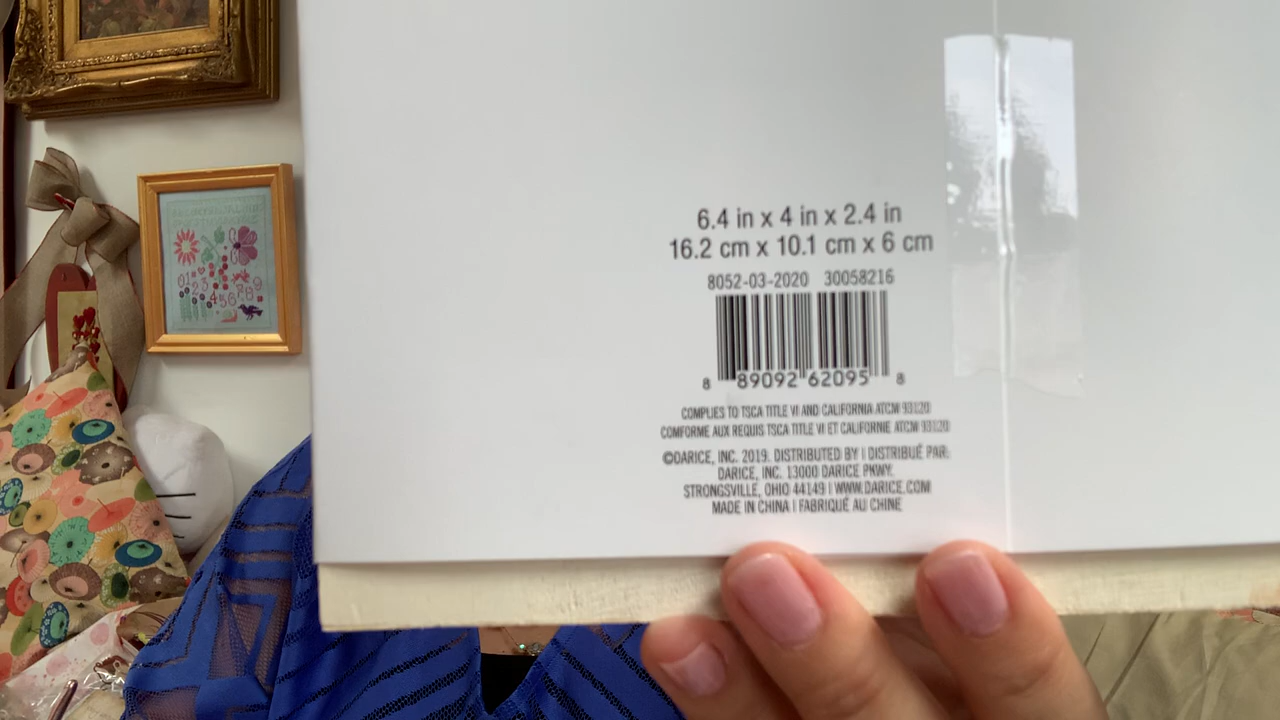 6.4 in x 4 in x 2.4 in
16.2 cm x 10.1 cm x 6 cm
8052-03-2020 30058216
8 89092 62095 8
COMPLIES TO TSCA TITLE VI AND CALIFORNIA ATCM 93120
COMFORME AUX REQUIS TSCA TITLE VI ET CALIFORNIE ATCM 93120
©DARICE, INC. 2019. DISTRIBUTED BY | DISTRIBUÉ PAR:
DARICE, INC. 13000 DARICE PKWY.
STRONGSVILLE, OHIO 44149 | WWW.DARICE.COM
MADE IN CHINA | FABRIQUÉ AU CHINE
0123
456789